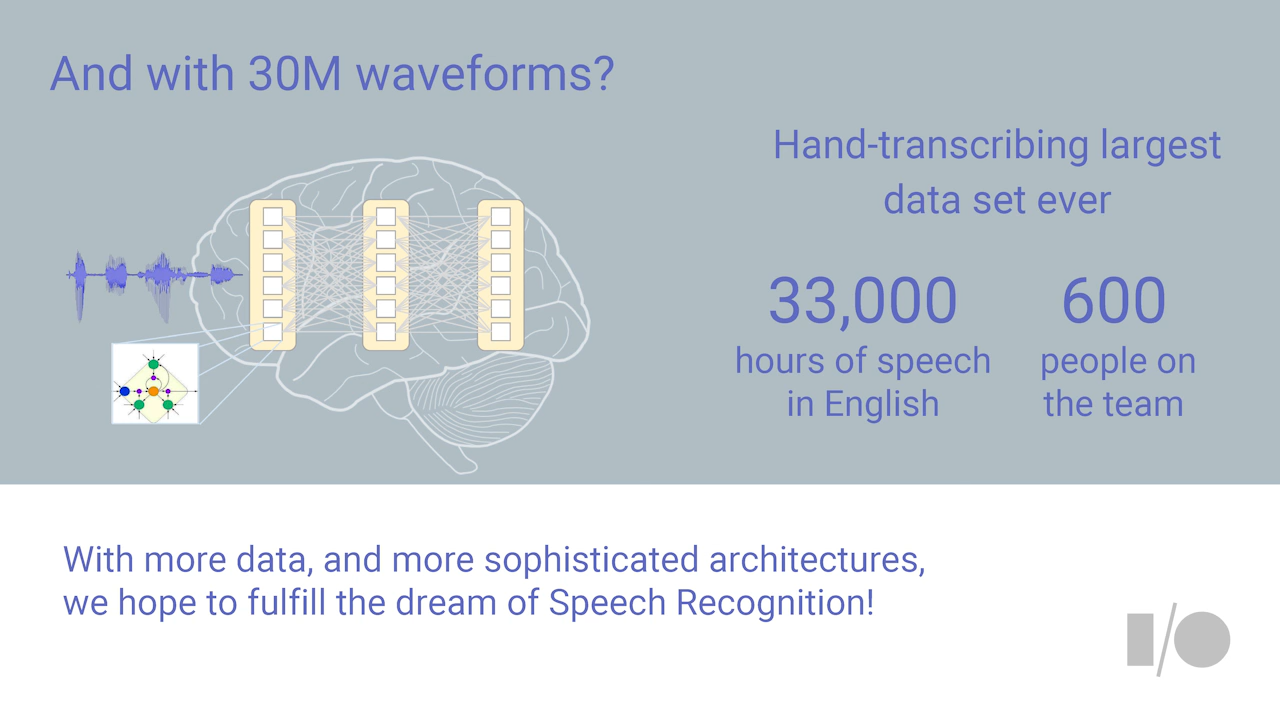 And with 30M waveforms?
Hand-transcribing largest
data set ever
33,000
hours of speech
in English
600
people on
the team
With more data, and more sophisticated architectures,
we hope to fulfill the dream of Speech Recognition!
I/O